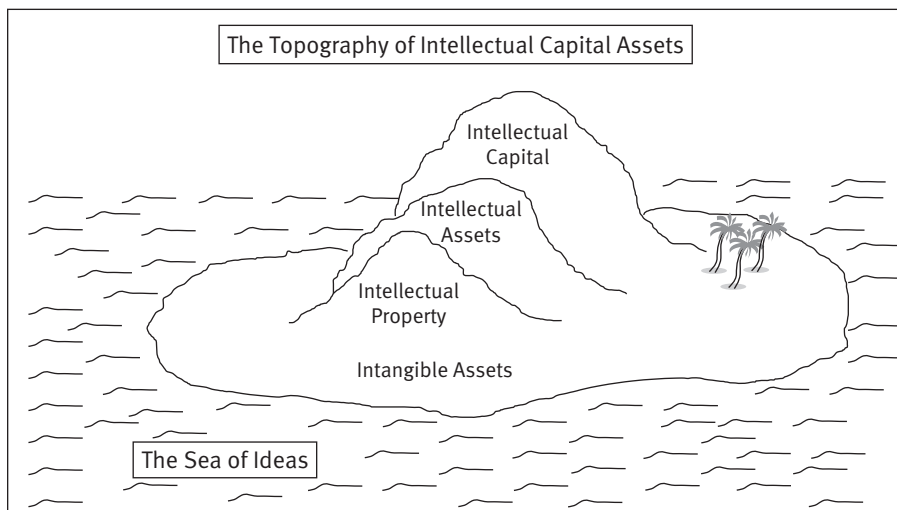 The Topography of Intellectual Capital Assets
Intellectual
Capital
Intellectual
Assets
Intellectual
Property
Intangible Assets
The Sea of Ideas